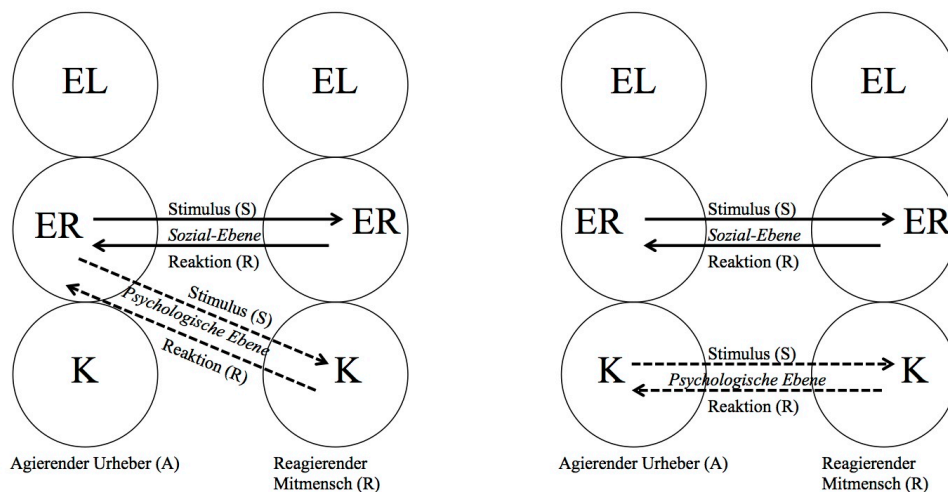 EL
EL
ER
Stimulus (S)
Sozial-Ebene
Reaktion (R)
ER
Stimulus (S)
Psychologische Ebene
Reaktion (R)
K
K
Agierender Urheber (A)
Reagierender
Mitmensch (R)
EL
EL
ER
Stimulus (S)
Sozial-Ebene
Reaktion (R)
ER
K
Stimulus (S)
Psychologische Ebene
Reaktion (R)
K
Agierender Urheber (A)
Reagierender
Mitmensch (R)